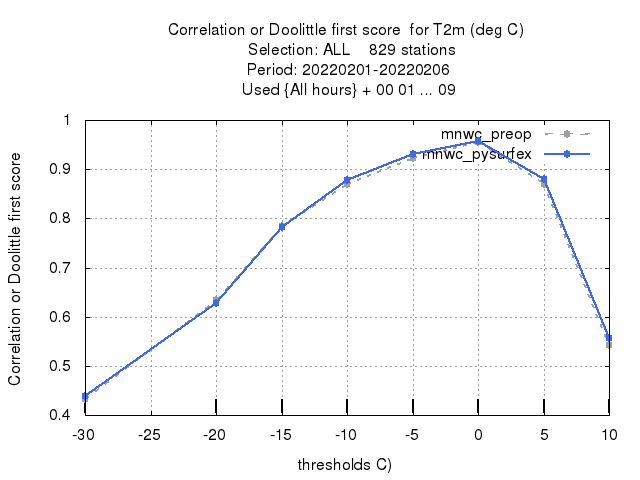 Correlation or Doolittle first score  for T2m (deg C)
Selection: ALL    829 stations
Period: 20220201-20220206
Used {All hours} + 00 01 ... 09
mnwc_preop
mnwc_pysurfex
Correlation or Doolittle first score
1
0.9
0.8
0.7
0.6
0.5
0.4
-30 -25 -20 -15 -10 -5 0 5 10
thresholds C)